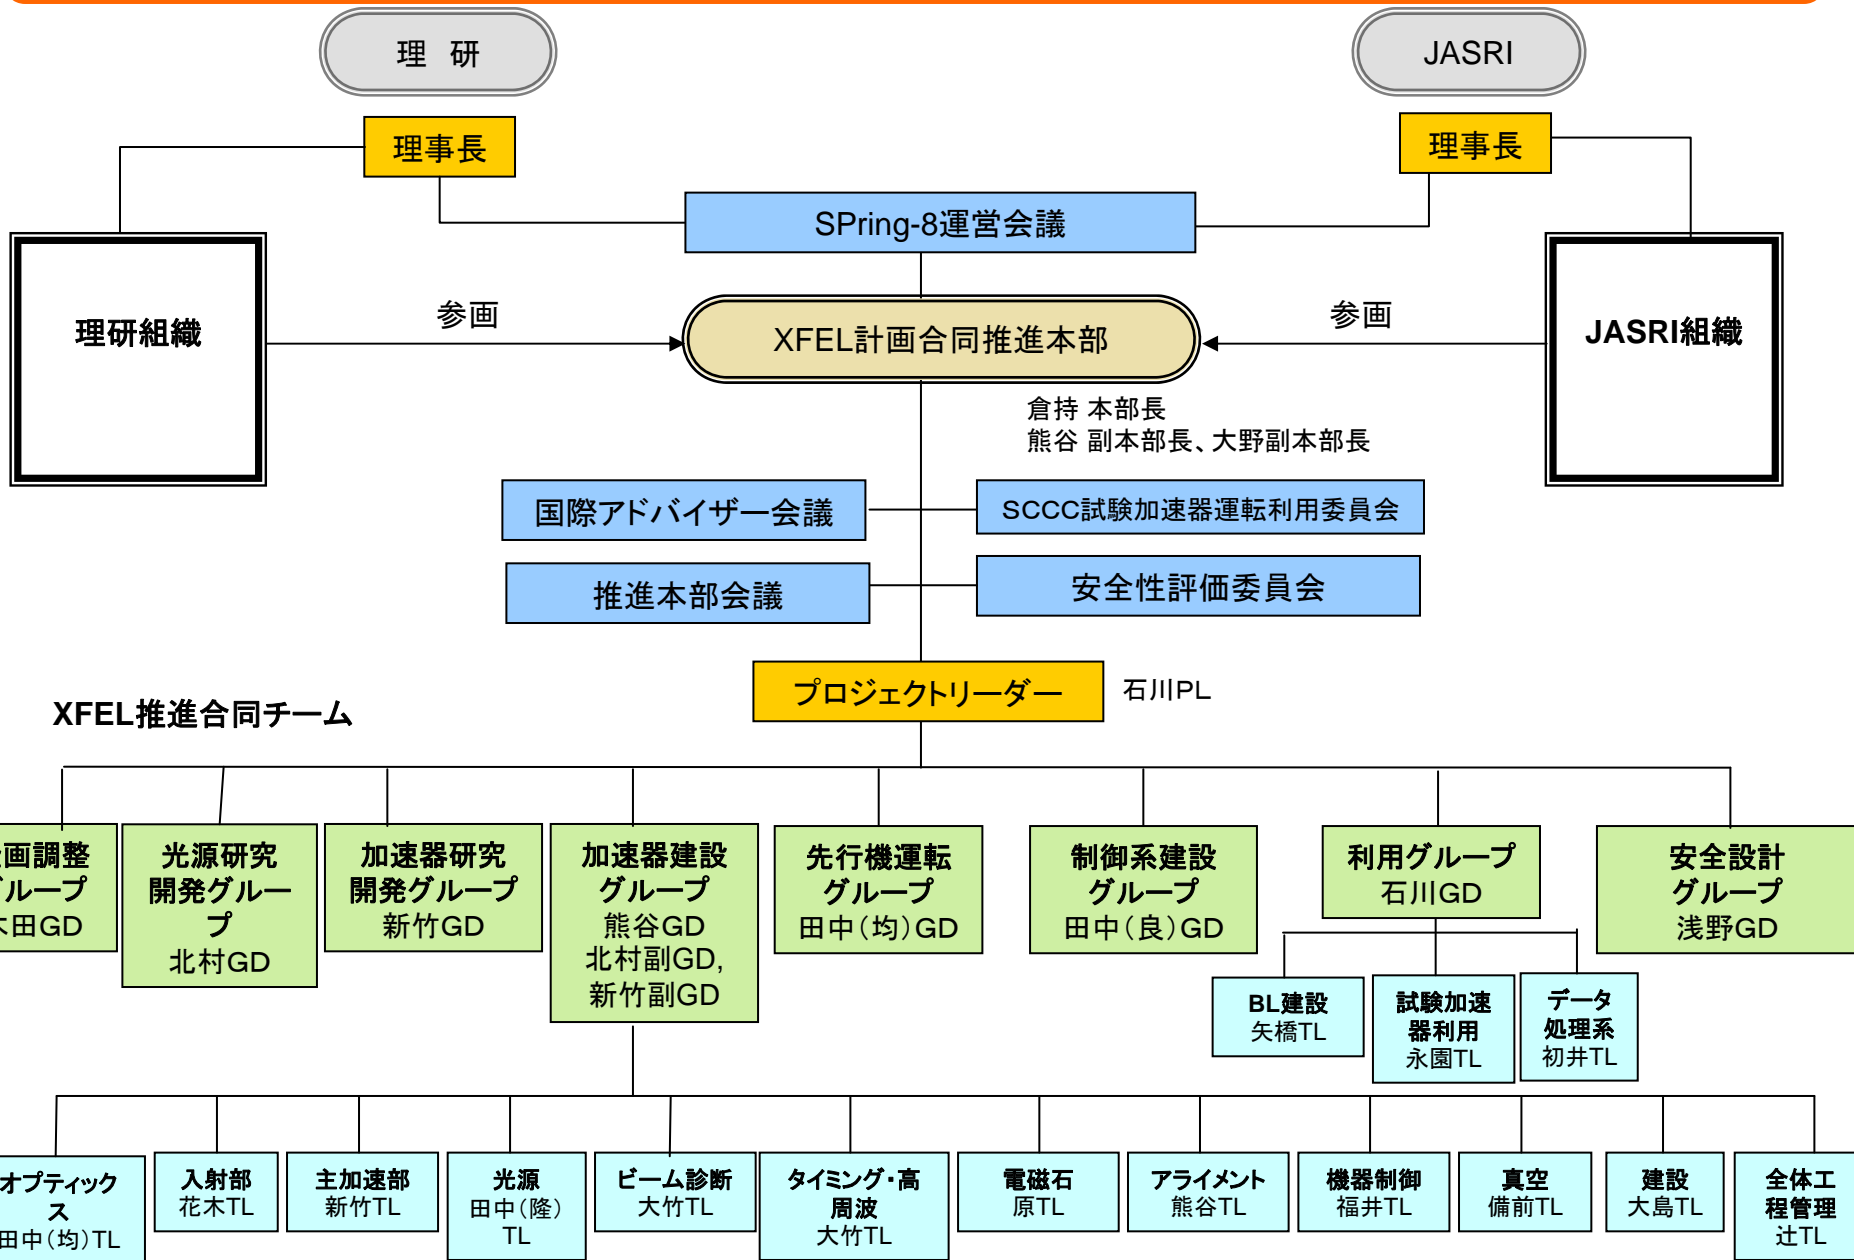 理 研
JASRI
理事長
理事長
SPring-8運営会議
理研組織
参画
XFEL計画合同推進本部
参画
JASRI組織
倉持 本部長
熊谷 副本部長、大野副本部長
国際アドバイザー会議
SCCC試験加速器運転利用委員会
推進本部会議
安全性評価委員会
プロジェクトリーダー
石川PL
XFEL推進合同チーム
画調整
ループ
田GD
光源研究
開発グルー
プ
北村GD
加速器研究
開発グループ
新竹GD
加速器建設
グループ
熊谷GD
北村副GD,
新竹副GD
先行機運転
グループ
田中(均)GD
制御系建設
グループ
田中(良)GD
利用グループ
石川GD
安全設計
グループ
浅野GD
BL建設
矢橋TL
試験加速
器利用
永園TL
データ
処理系
初井TL
オプティック
ス
田中(均)TL
入射部
花木TL
主加速部
新竹TL
光源
田中(隆)
TL
ビーム診断
大竹TL
タイミング・高
周波
大竹TL
電磁石
原TL
アライメント
熊谷TL
機器制御
福井TL
真空
備前TL
建設
大島TL
全体工
程管理
辻TL